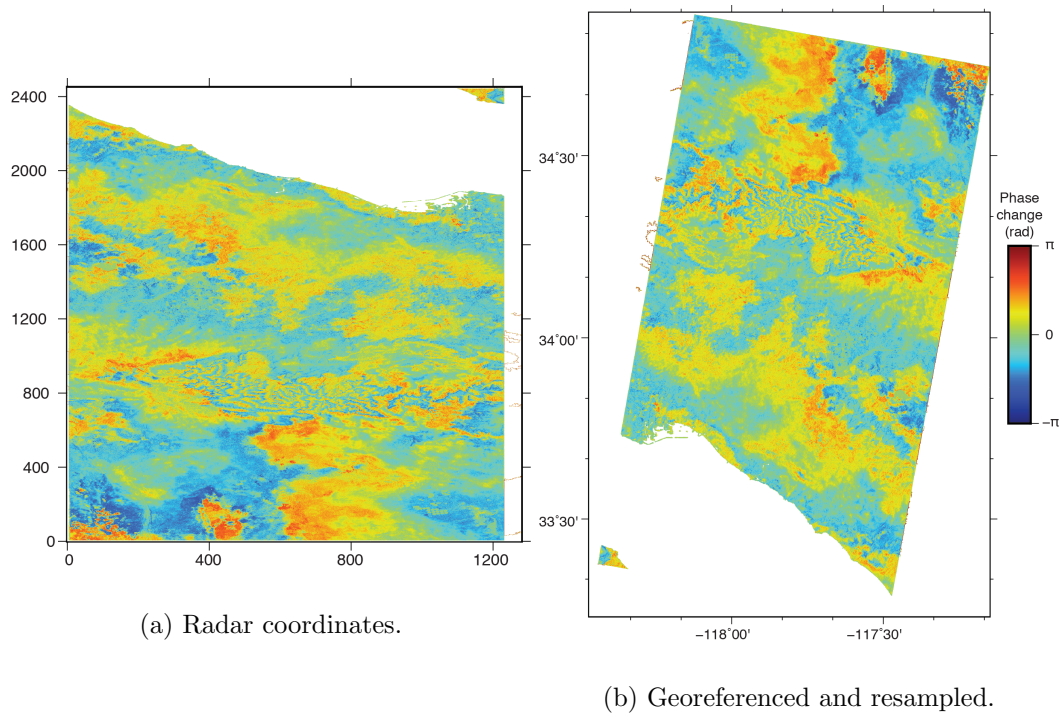 2400
2000
1600
1200
800
400
0
0
400
800
1200
(a) Radar coordinates.
34˚30'
34˚00'
33˚30'
−118˚00'
−117˚30'
Phase
change
(rad)
π
0
−π
(b) Georeferenced and resampled.